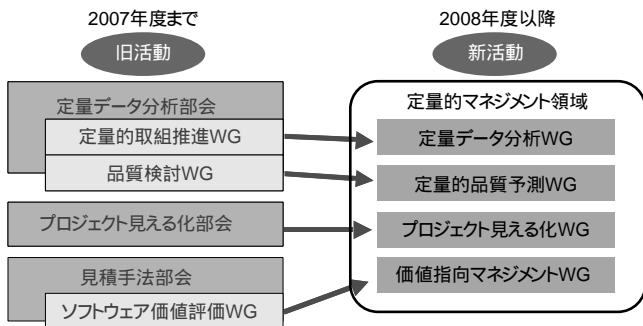 2007年度まで
旧活動
定量データ分析部会
定量的取組推進WG
品質検討WG
プロジェクト見える化部会
見積手法部会
ソフトウェア価値評価WG
2008年度以降
新活動
定量的マネジメント領域
定量データ分析WG
定量的品質予測WG
プロジェクト見える化WG
価値指向マネジメントWG